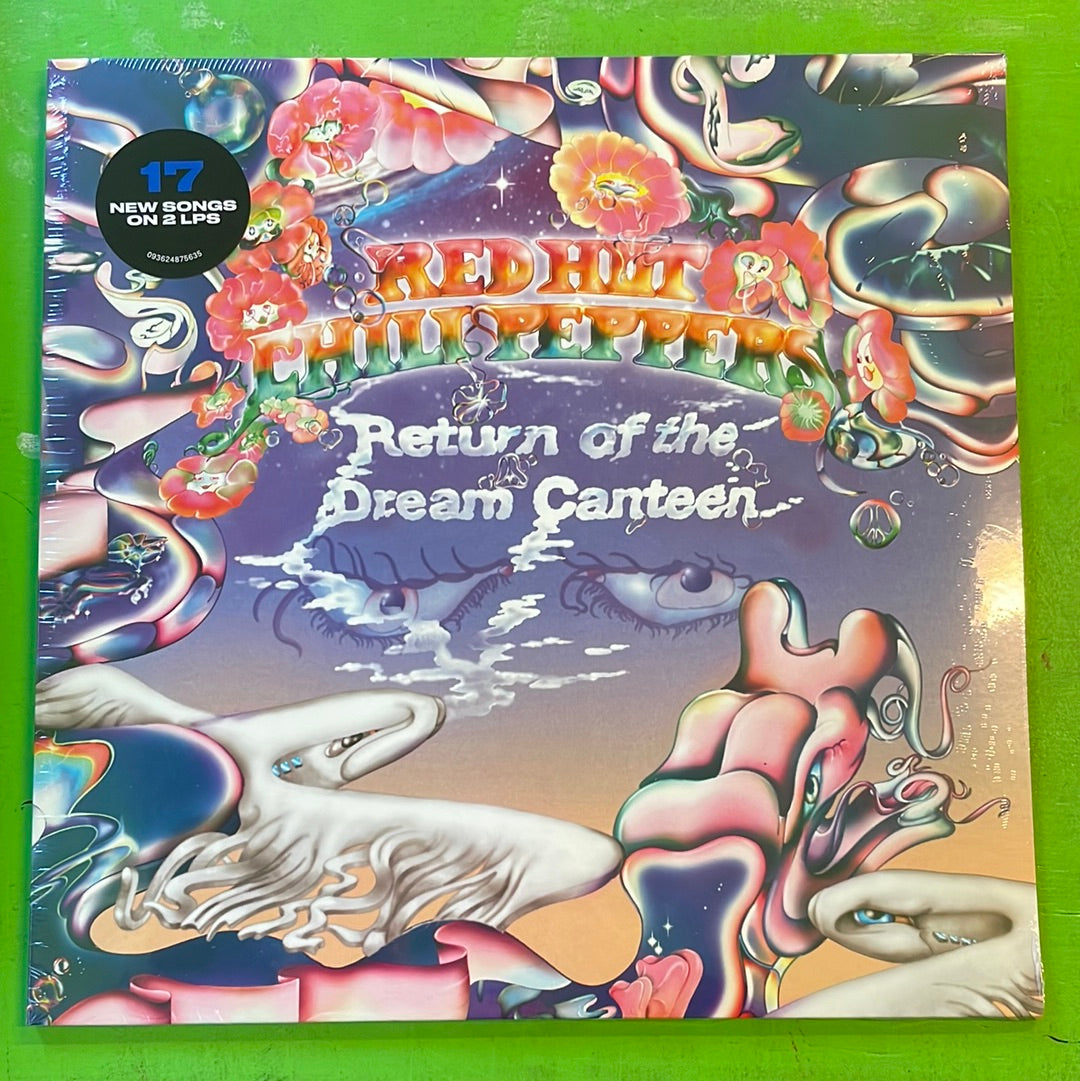 17
NEW SONGS
ON 2 LPS
093624875635
RED HOT
CHILI PEPPERS
Return of the
Dream Canteen